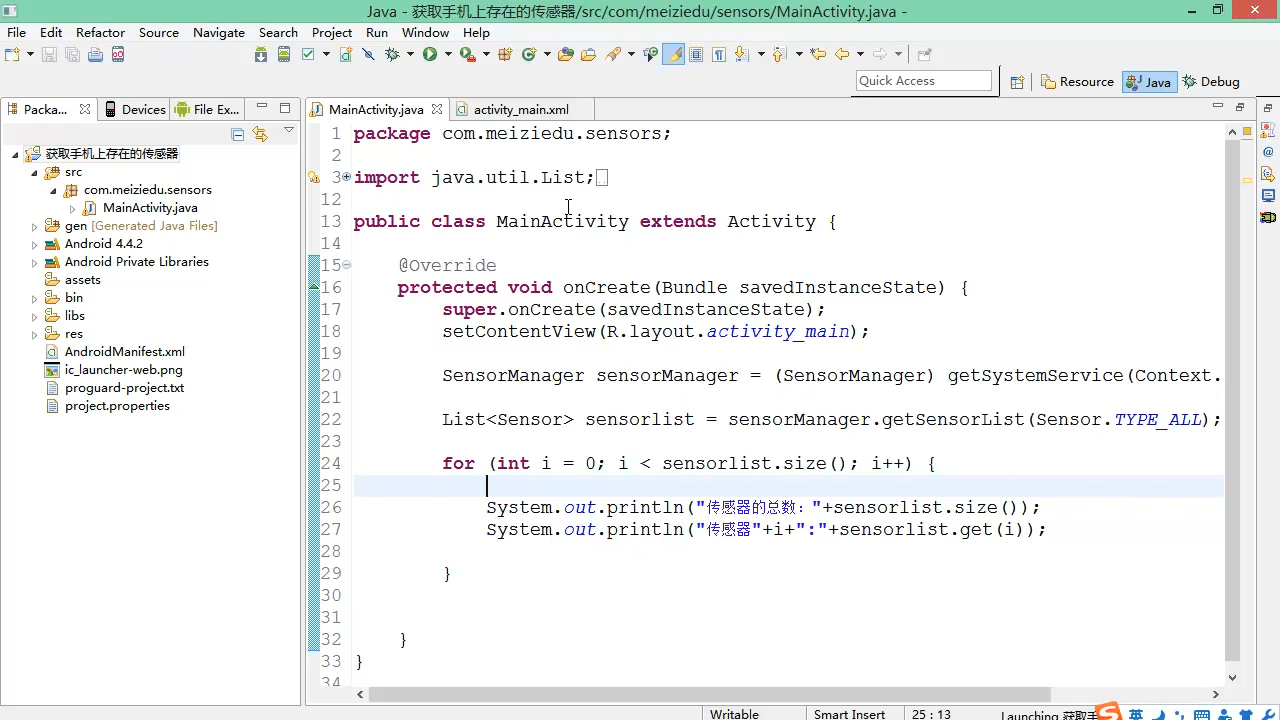 Java - 获取手机上存在的传感器/src/com/meiziedu/sensors/MainActivity.java -
File Edit Refactor Source Navigate Search Project Run Window Help
Quick Access
Resource Java Debug
Packa... Devices File Ex...
MainActivity.java activity_main.xml
获取手机上存在的传感器
src
com.meiziedu.sensors
MainActivity.java
gen [Generated Java Files]
Android 4.4.2
Android Private Libraries
assets
bin
libs
res
AndroidManifest.xml
ic_launcher-web.png
proguard-project.txt
project.properties
1 package com.meiziedu.sensors;
2
3 import java.util.List;
12
13 public class MainActivity extends Activity {
14
15 @Override
16 protected void onCreate(Bundle savedInstanceState) {
17 super.onCreate(savedInstanceState);
18 setContentView(R.layout.activity_main);
19
20 SensorManager sensorManager = (SensorManager) getSystemService(Context.
21
22 List<Sensor> sensorlist = sensorManager.getSensorList(Sensor.TYPE_ALL);
23
24 for (int i = 0; i < sensorlist.size(); i++) {
25
26 System.out.println("传感器的总数："+sensorlist.size());
27 System.out.println("传感器"+i+":"+sensorlist.get(i));
28
29 }
30
31
32 }
33 }
34
Writable Smart Insert 25 : 13 Launching 获取手
S 英